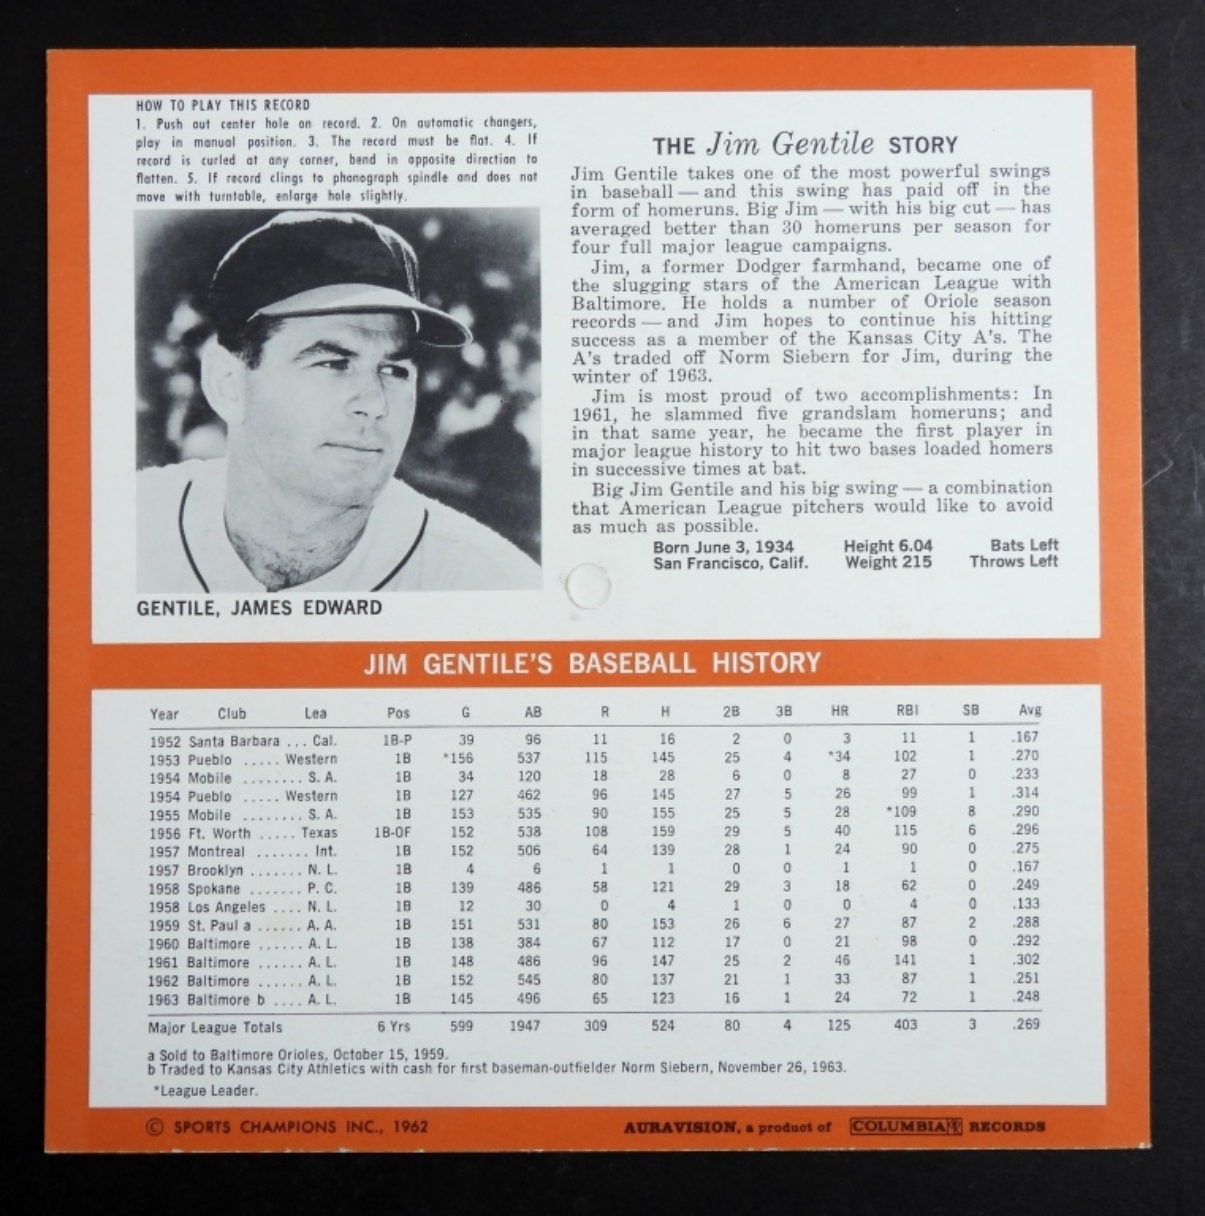 HOW TO PLAY THIS RECORD
1. Push out center hole on record. 2. On automatic changers,
play in manual position. 3. The record must be flat. 4. If
record is curled at any corner, bend in opposite direction to
flatten. 5. If record clings to phonograph spindle and does not
move with turntable, enlarge hole slightly.
GENTILE, JAMES EDWARD
THE Jim Gentile STORY
Jim Gentile takes one of the most powerful swings
in baseball — and this swing has paid off in the
form of homeruns. Big Jim — with his big cut — has
averaged better than 30 homeruns per season for
four full major league campaigns.
Jim, a former Dodger farmhand, became one of
the slugging stars of the American League with
Baltimore. He holds a number of Oriole season
records — and Jim hopes to continue his hitting
success as a member of the Kansas City A's. The
A's traded off Norm Siebern for Jim, during the
winter of 1963.
Jim is most proud of two accomplishments: In
1961, he slammed five grandslam homeruns; and
in that same year, he became the first player in
major league history to hit two bases loaded homers
in successive times at bat.
Big Jim Gentile and his big swing — a combination
that American League pitchers would like to avoid
as much as possible.
Born June 3, 1934 Height 6.04 Bats Left
San Francisco, Calif. Weight 215 Throws Left
JIM GENTILE'S BASEBALL HISTORY
Year Club Lea Pos G AB R H 2B 3B HR RBI SB Avg
1952 Santa Barbara ... Cal. 1B-P 39 96 11 16 2 0 3 11 1 .167
1953 Pueblo ..... Western 1B *156 537 115 145 25 4 *34 102 1 .270
1954 Mobile ........ S. A. 1B 34 120 18 28 6 0 8 27 0 .233
1954 Pueblo ..... Western 1B 127 462 96 145 27 5 26 99 1 .314
1955 Mobile ........ S. A. 1B 153 535 90 155 25 5 28 *109 8 .290
1956 Ft. Worth ..... Texas 1B-OF 152 538 108 159 29 5 40 115 6 .296
1957 Montreal ....... Int. 1B 152 506 64 139 28 1 24 90 0 .275
1957 Brooklyn ....... N. L. 1B 4 6 1 1 0 0 1 1 0 .167
1958 Spokane ....... P. C. 1B 139 486 58 121 29 3 18 62 0 .249
1958 Los Angeles .... N. L. 1B 12 30 0 4 1 0 0 4 0 .133
1959 St. Paul a ...... A. A. 1B 151 531 80 153 26 6 27 87 2 .288
1960 Baltimore ...... A. L. 1B 138 384 67 112 17 0 21 98 0 .292
1961 Baltimore ...... A. L. 1B 148 486 96 147 25 2 46 141 1 .302
1962 Baltimore ...... A. L. 1B 152 545 80 137 21 1 33 87 1 .251
1963 Baltimore b .... A. L. 1B 145 496 65 123 16 1 24 72 1 .248
Major League Totals 6 Yrs 599 1947 309 524 80 4 125 403 3 .269
a Sold to Baltimore Orioles, October 15, 1959.
b Traded to Kansas City Athletics with cash for first baseman-outfielder Norm Siebern, November 26, 1963.
*League Leader.
© SPORTS CHAMPIONS INC., 1962 AURAVISION, a product of COLUMBIA RECORDS